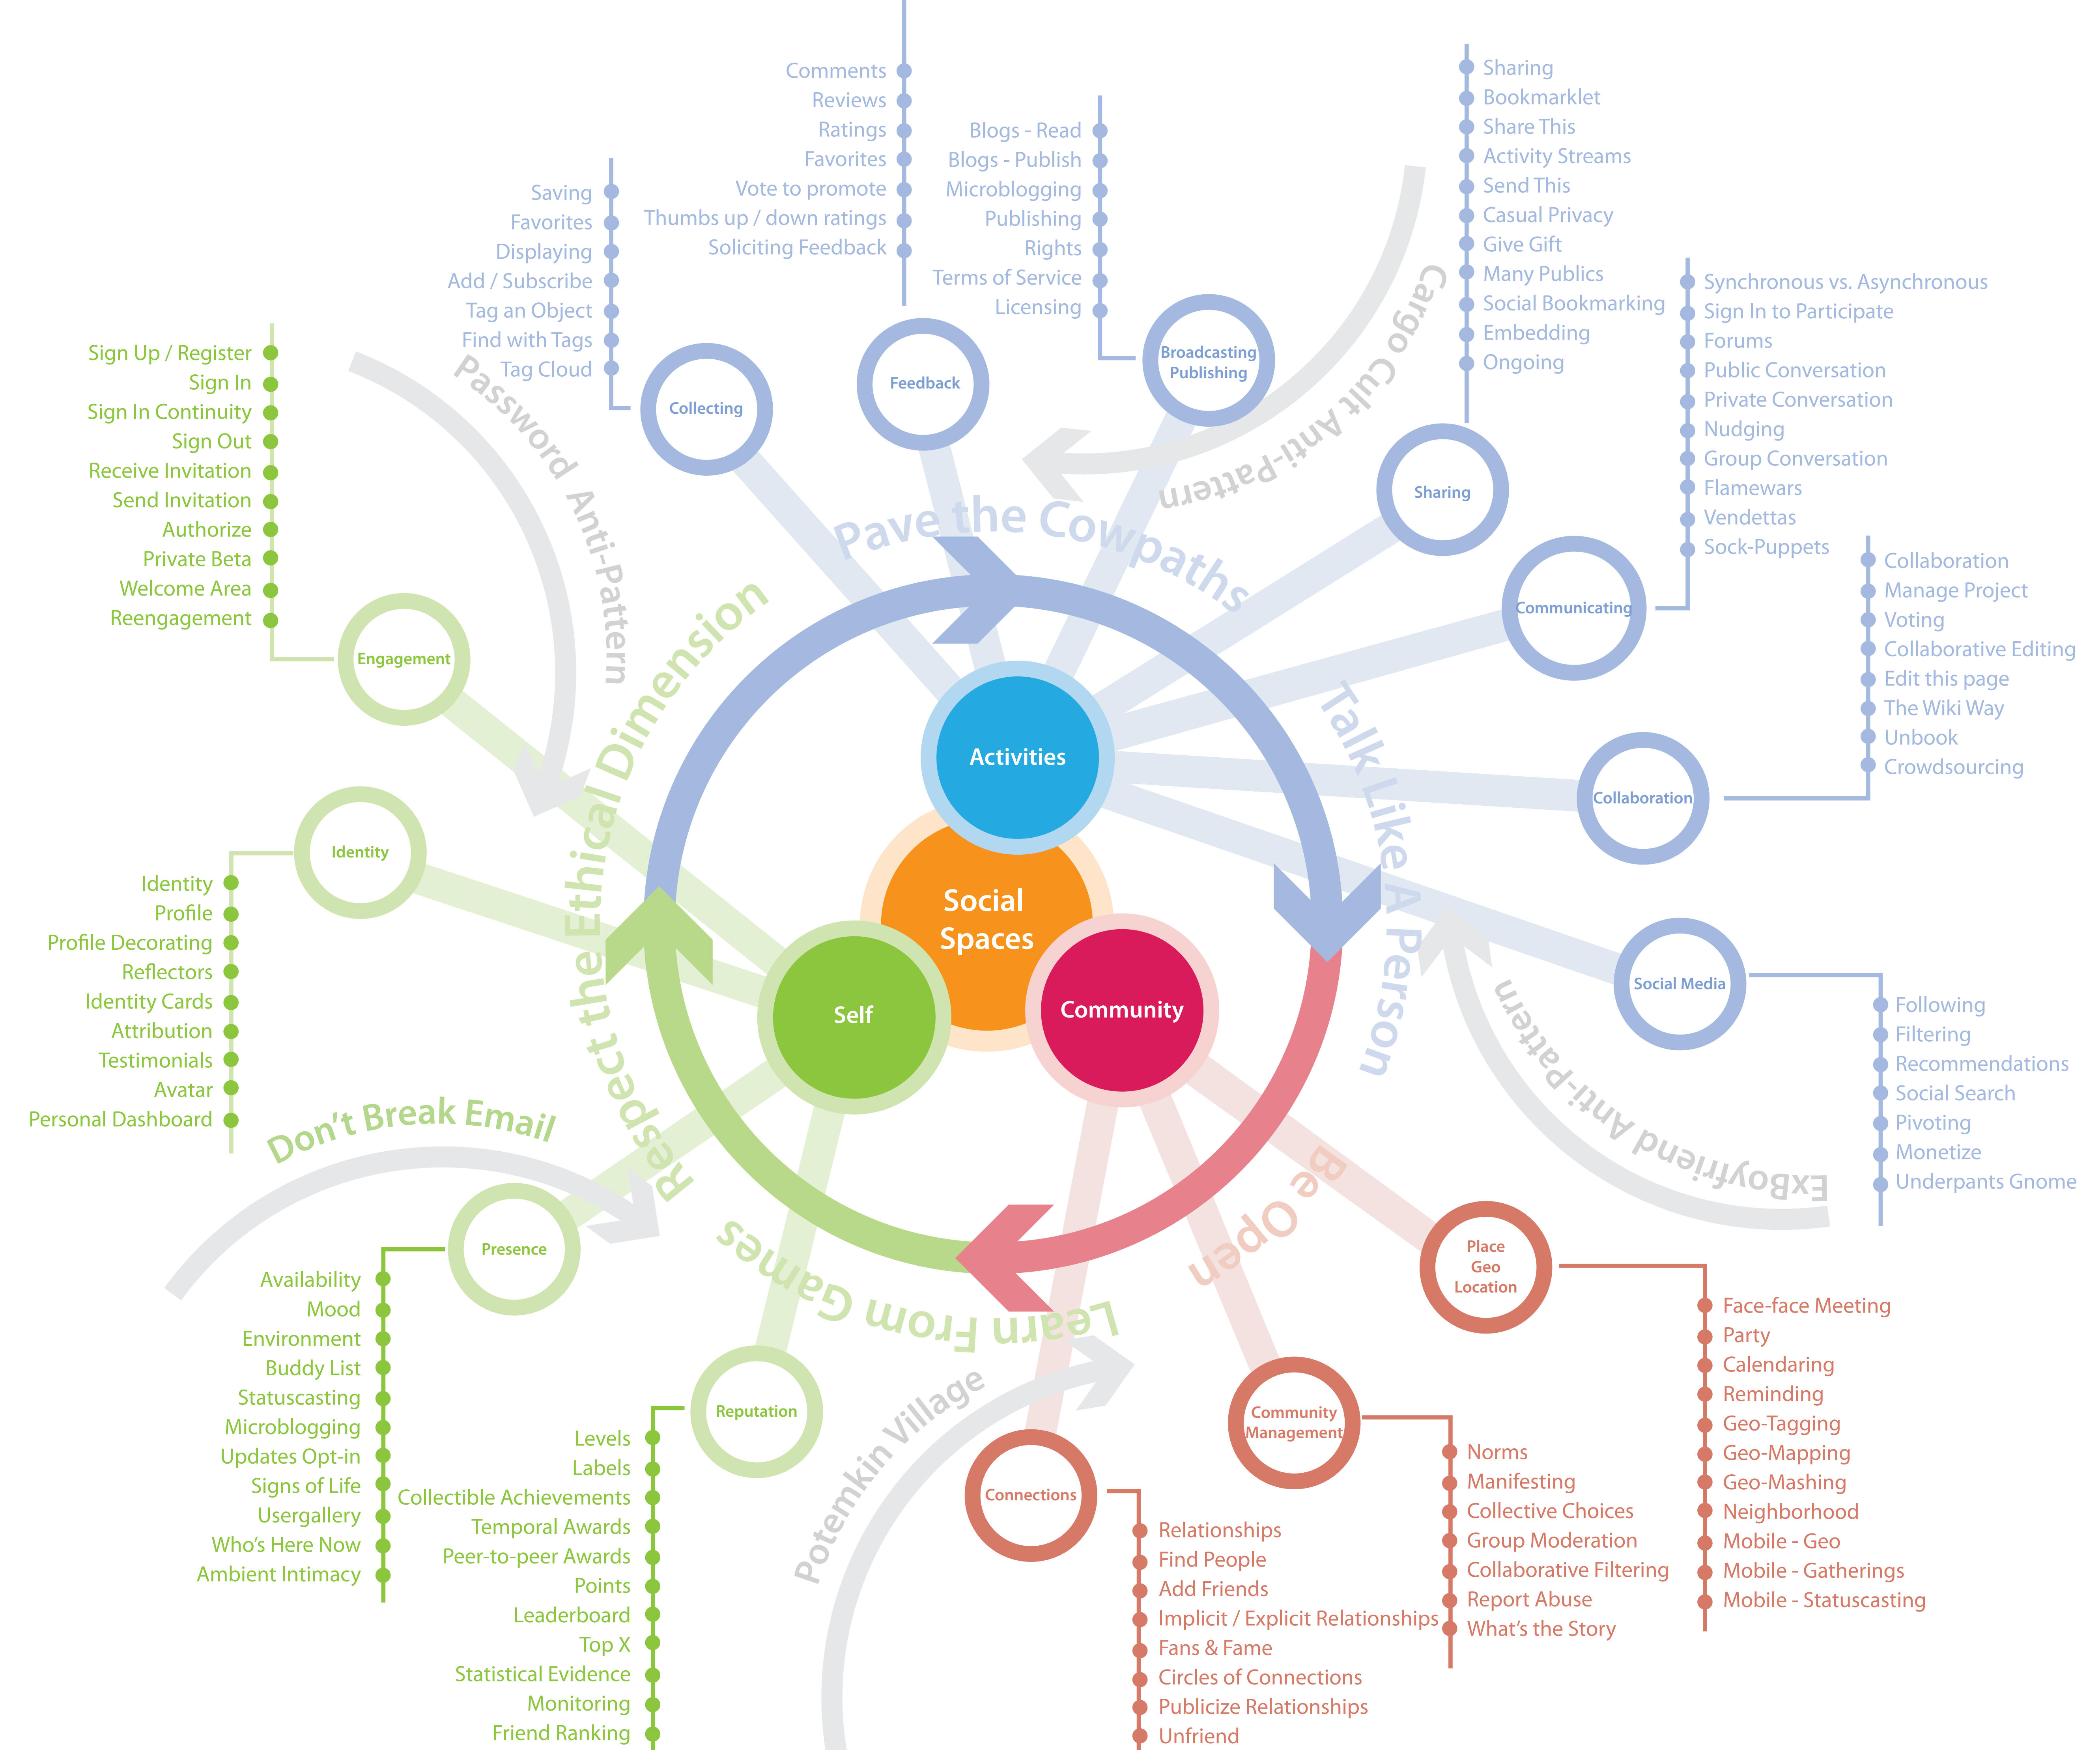 Comments
Reviews
Ratings
Favorites
Vote to promote
Thumbs up / down ratings
Soliciting Feedback
Feedback
Blogs - Read
Blogs - Publish
Microblogging
Publishing
Rights
Terms of Service
Licensing
Broadcasting
Publishing
Saving
Favorites
Displaying
Add / Subscribe
Tag an Object
Find with Tags
Tag Cloud
Collecting
Sharing
Bookmarklet
Share This
Activity Streams
Send This
Casual Privacy
Give Gift
Many Publics
Social Bookmarking
Embedding
Ongoing
Sharing
Synchronous vs. Asynchronous
Sign In to Participate
Forums
Public Conversation
Private Conversation
Nudging
Group Conversation
Flamewars
Vendettas
Sock-Puppets
Communicating
Collaboration
Manage Project
Voting
Collaborative Editing
Edit this page
The Wiki Way
Unbook
Crowdsourcing
Collaboration
Social Media
Following
Filtering
Recommendations
Social Search
Pivoting
Monetize
Underpants Gnome
Sign Up / Register
Sign In
Sign In Continuity
Sign Out
Receive Invitation
Send Invitation
Authorize
Private Beta
Welcome Area
Reengagement
Engagement
Password Anti-Pattern
Cargo Cult Anti-Pattern
Pave the Cowpaths
Talk Like A Person
Respect the Ethical Dimension
ExBoyfriend Anti-Pattern
Activities
Social
Spaces
Self
Community
Identity
Identity
Profile
Profile Decorating
Reflectors
Identity Cards
Attribution
Testimonials
Avatar
Personal Dashboard
Don't Break Email
Be Open
Learn From Games
Potemkin Village
Presence
Availability
Mood
Environment
Buddy List
Statuscasting
Microblogging
Updates Opt-in
Signs of Life
Usergallery
Who's Here Now
Ambient Intimacy
Reputation
Levels
Labels
Collectible Achievements
Temporal Awards
Peer-to-peer Awards
Points
Leaderboard
Top X
Statistical Evidence
Monitoring
Friend Ranking
Connections
Relationships
Find People
Add Friends
Implicit / Explicit Relationships
Fans & Fame
Circles of Connections
Publicize Relationships
Unfriend
Community
Management
Norms
Manifesting
Collective Choices
Group Moderation
Collaborative Filtering
Report Abuse
What's the Story
Place
Geo
Location
Face-face Meeting
Party
Calendaring
Reminding
Geo-Tagging
Geo-Mapping
Geo-Mashing
Neighborhood
Mobile - Geo
Mobile - Gatherings
Mobile - Statuscasting